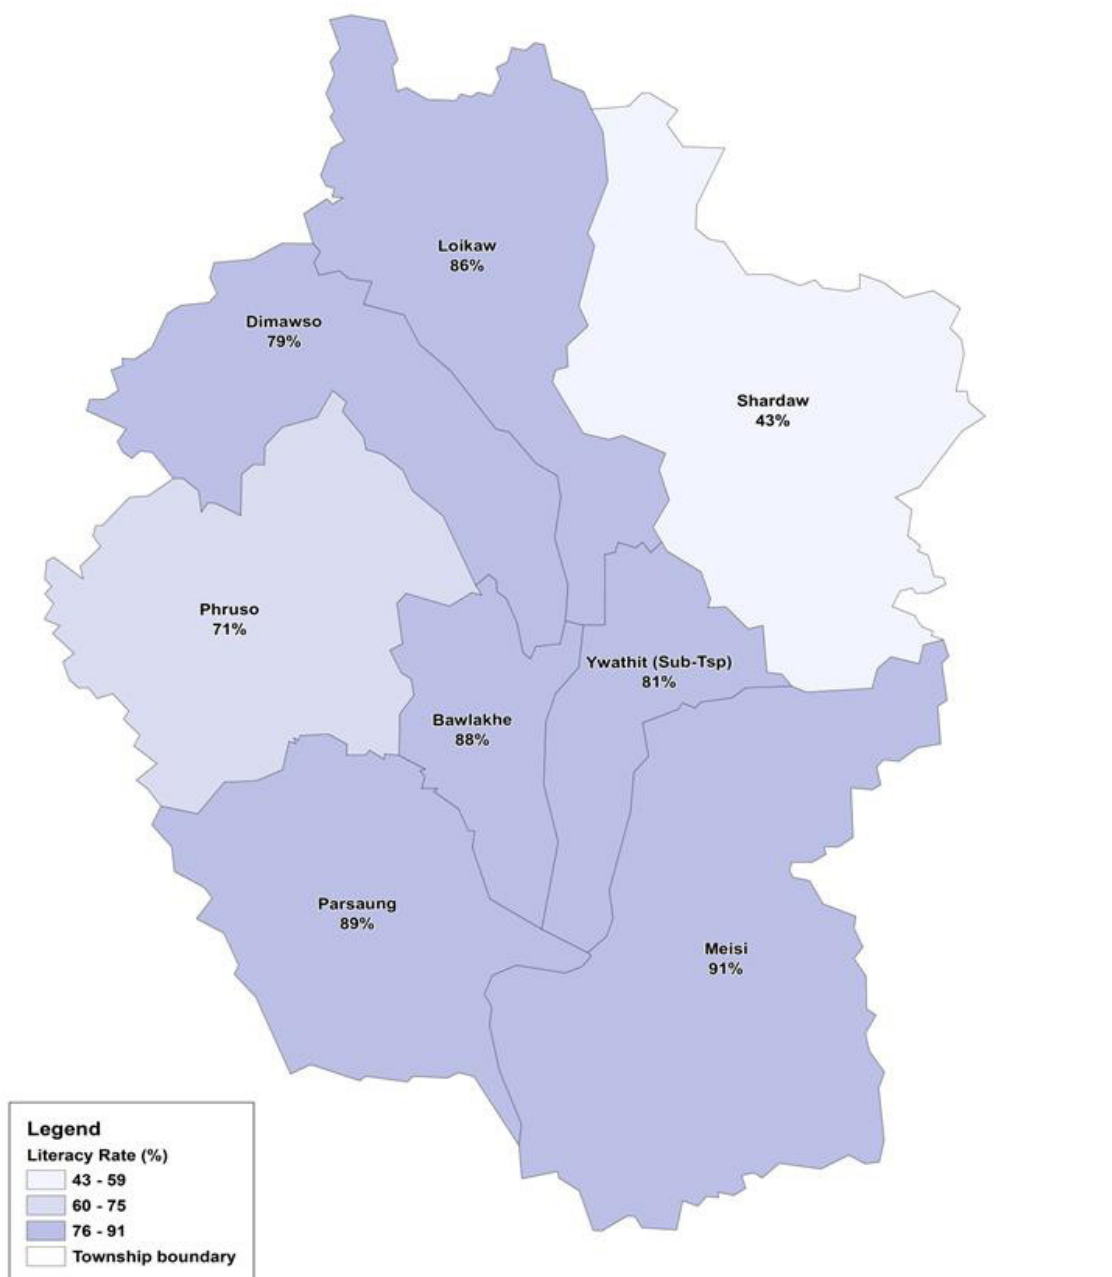 Loikaw
86%
Dimawso
79%
Shardaw
43%
Phruso
71%
Ywathit (Sub-Tsp)
81%
Bawlakhe
88%
Parsaung
89%
Meisi
91%
Legend
Literacy Rate (%)
43 - 59
60 - 75
76 - 91
Township boundary